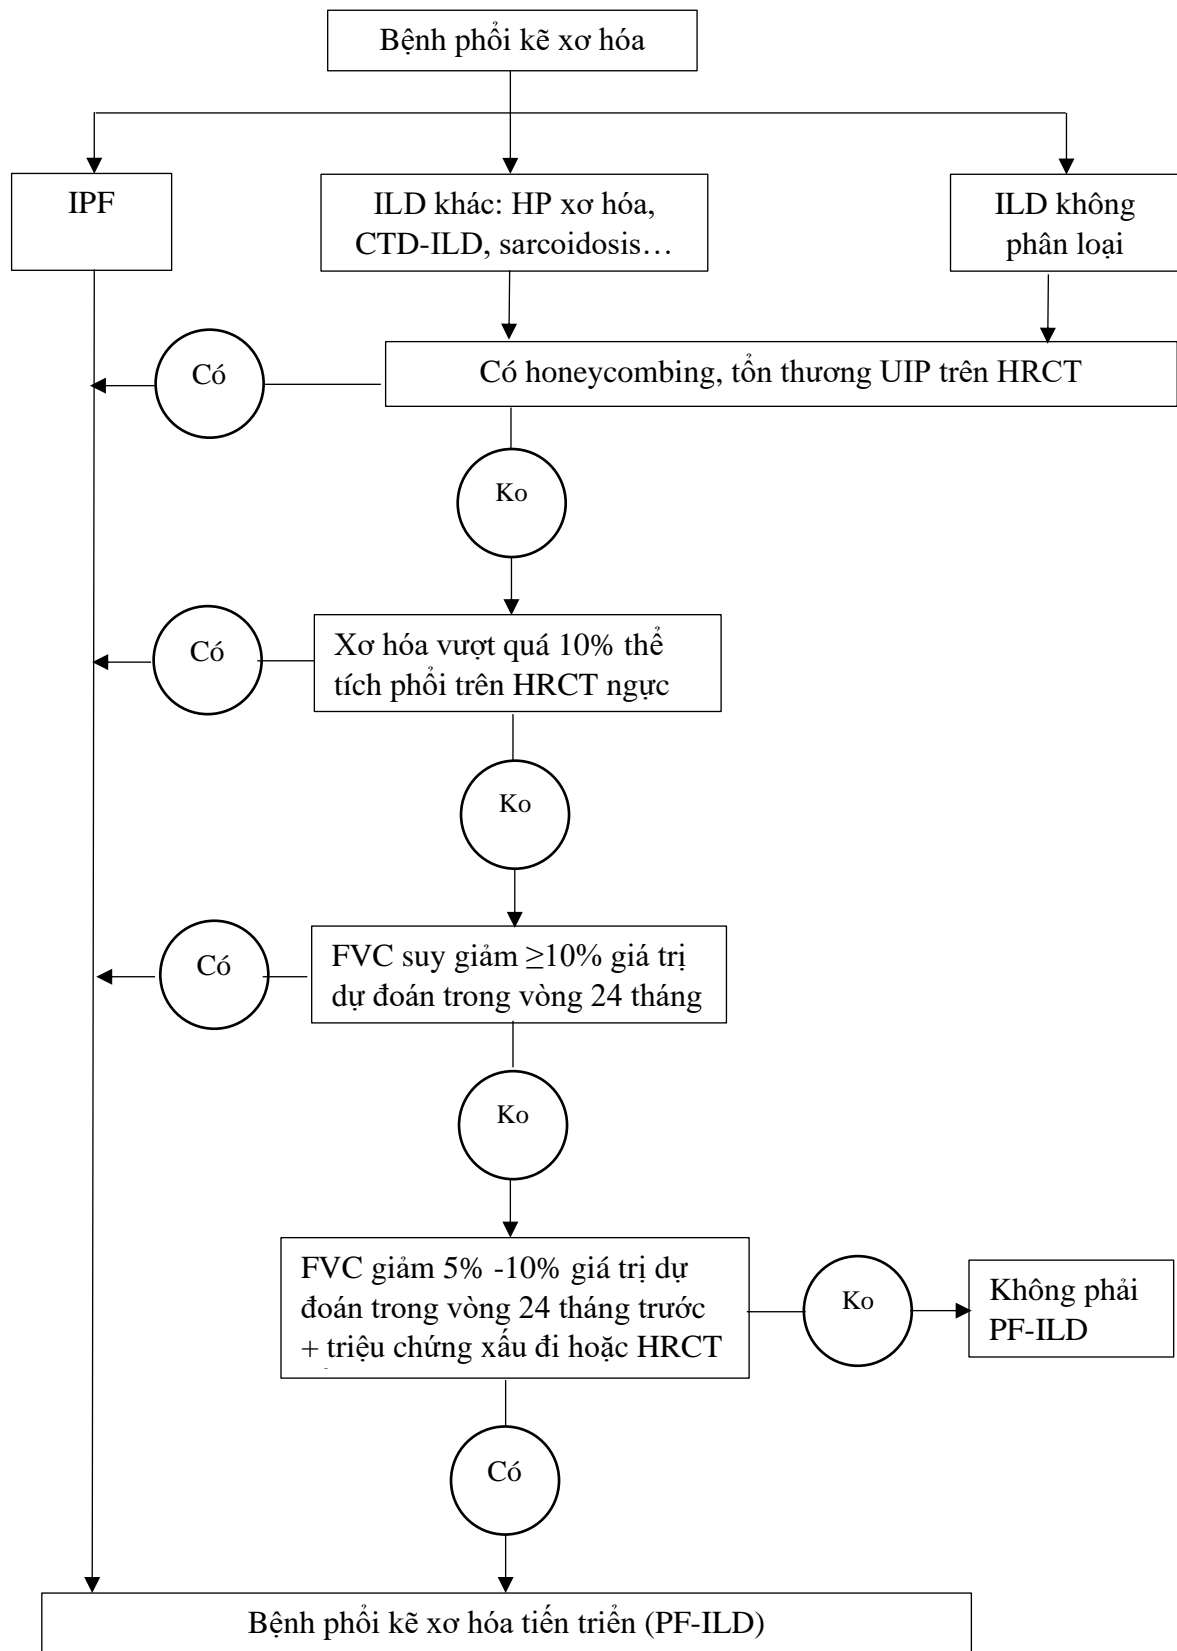 Bệnh phổi kẽ xơ hóa
IPF
ILD khác: HP xơ hóa,
CTD-ILD, sarcoidosis…
ILD không
phân loại
Có
Có honeycombing, tổn thương UIP trên HRCT
Ko
Có
Xơ hóa vượt quá 10% thể
tích phổi trên HRCT ngực
Ko
Có
FVC suy giảm ≥10% giá trị
dự đoán trong vòng 24 tháng
Ko
FVC giảm 5% -10% giá trị dự
đoán trong vòng 24 tháng trước
+ triệu chứng xấu đi hoặc HRCT
Ko
Không phải
PF-ILD
Có
Bệnh phổi kẽ xơ hóa tiến triển (PF-ILD)